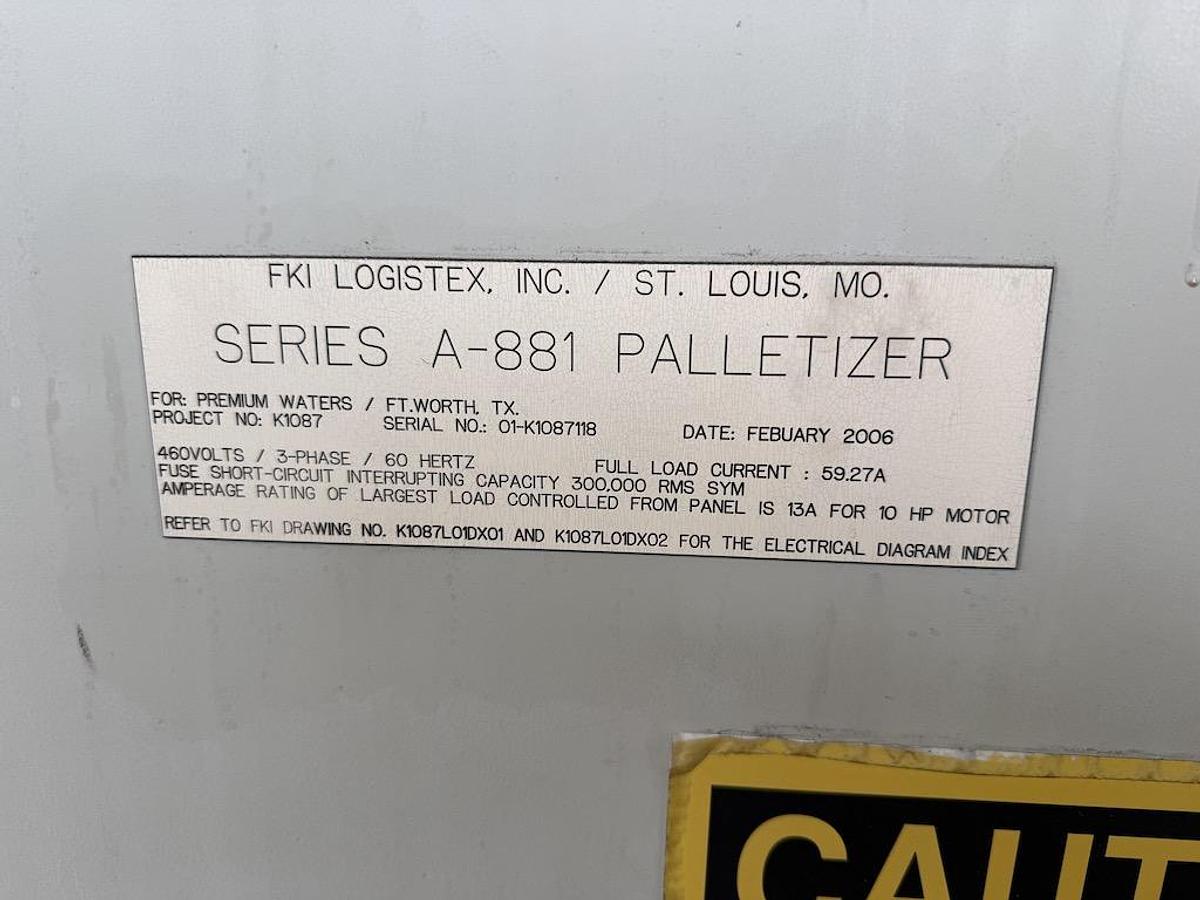 FKI LOGISTEX, INC. / ST. LOUIS, MO.
SERIES A-881 PALLETIZER
FOR: PREMIUM WATERS / FT.WORTH, TX.
PROJECT NO: K1087 SERIAL NO.: 01-K1087118 DATE: FEBUARY 2006
460VOLTS / 3-PHASE / 60 HERTZ FULL LOAD CURRENT : 59.27A
FUSE SHORT-CIRCUIT INTERRUPTING CAPACITY 300,000 RMS SYM
AMPERAGE RATING OF LARGEST LOAD CONTROLLED FROM PANEL IS 13A FOR 10 HP MOTOR
REFER TO FKI DRAWING NO. K1087L01DX01 AND K1087L01DX02 FOR THE ELECTRICAL DIAGRAM INDEX
CAUT